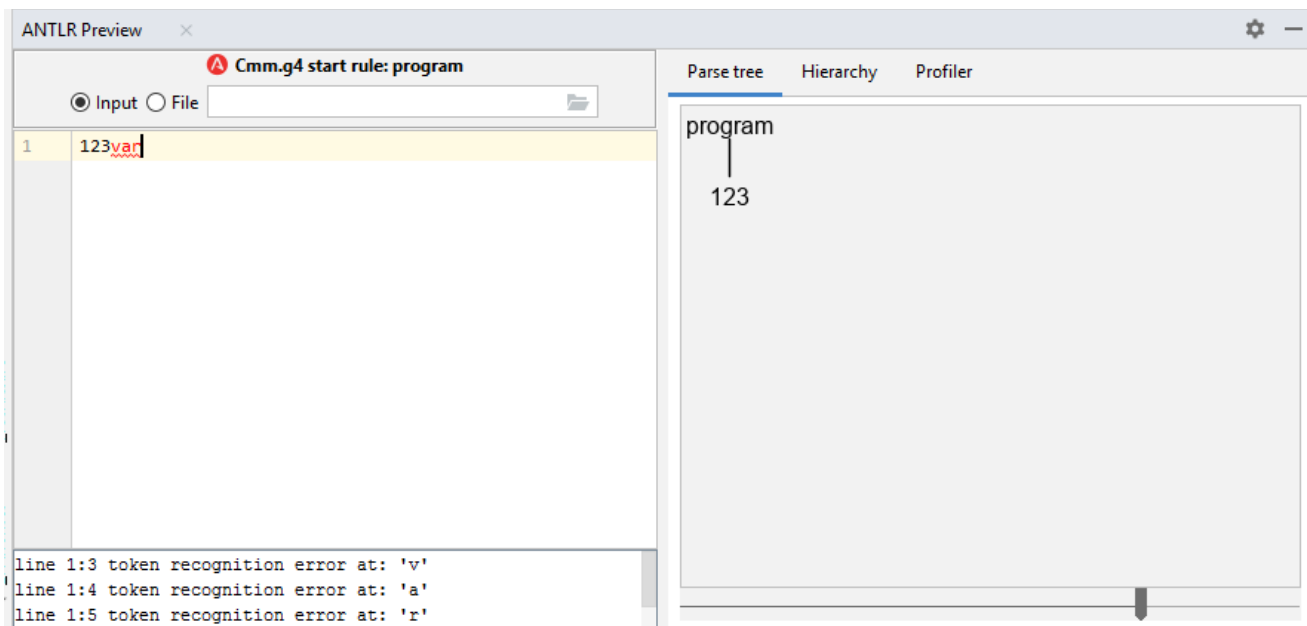 ANTLR Preview
Cmm.g4 start rule: program
Input File
1 123var
line 1:3 token recognition error at: 'v'
line 1:4 token recognition error at: 'a'
line 1:5 token recognition error at: 'r'
Parse tree Hierarchy Profiler
program
123